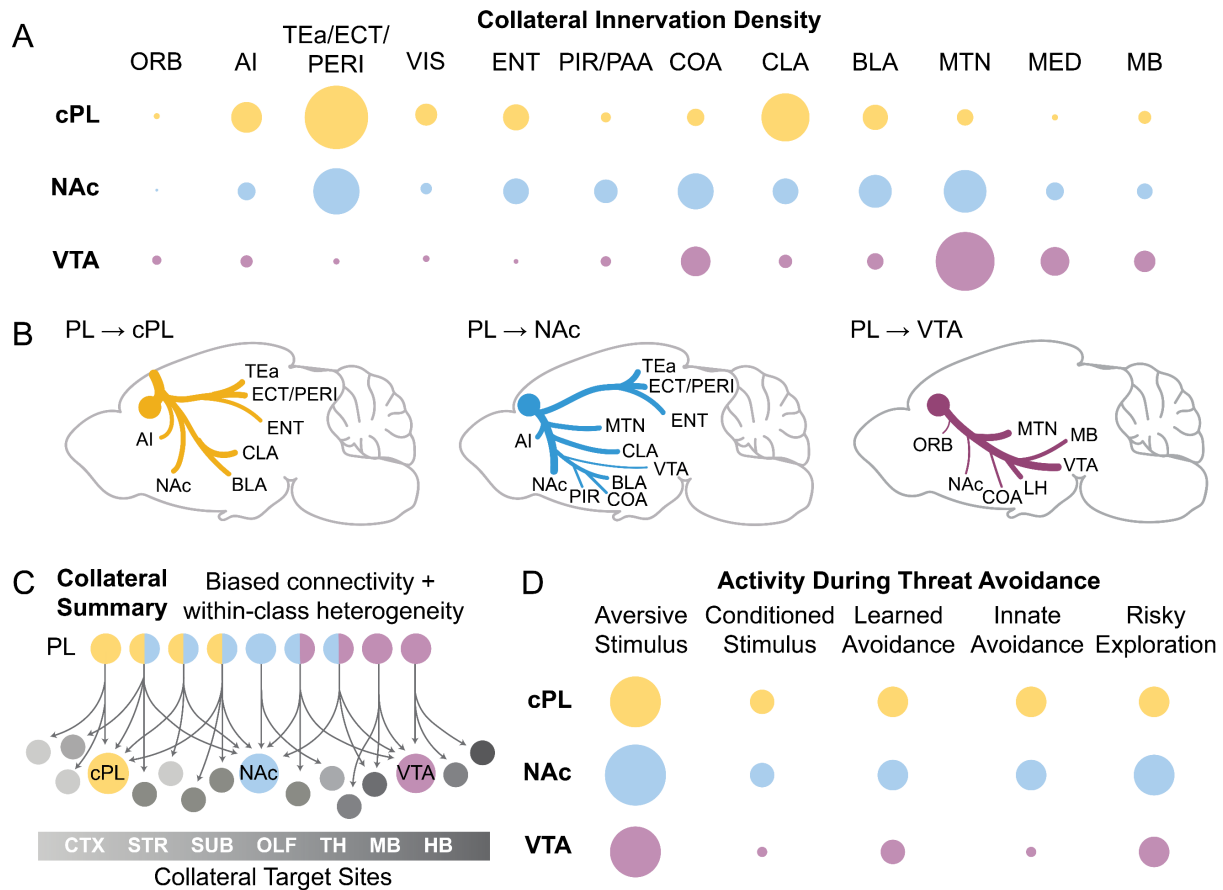 A
Collateral Innervation Density
ORB AI TEa/ECT/ VIS ENT PIR/PAA COA CLA BLA MTN MED MB
PERI
cPL
NAc
VTA
B
PL → cPL
TEa
ECT/PERI
ENT
AI
CLA
NAc
BLA
PL → NAc
TEa
ECT/PERI
ENT
AI
MTN
CLA
VTA
NAc
BLA
PIR
COA
PL → VTA
ORB
MTN
MB
VTA
NAc
LH
COA
C
Collateral
Summary
Biased connectivity +
within-class heterogeneity
PL
cPL NAc VTA
CTX STR SUB OLF TH MB HB
Collateral Target Sites
D
Activity During Threat Avoidance
Aversive Conditioned Learned Innate Risky
Stimulus Stimulus Avoidance Avoidance Exploration
cPL
NAc
VTA